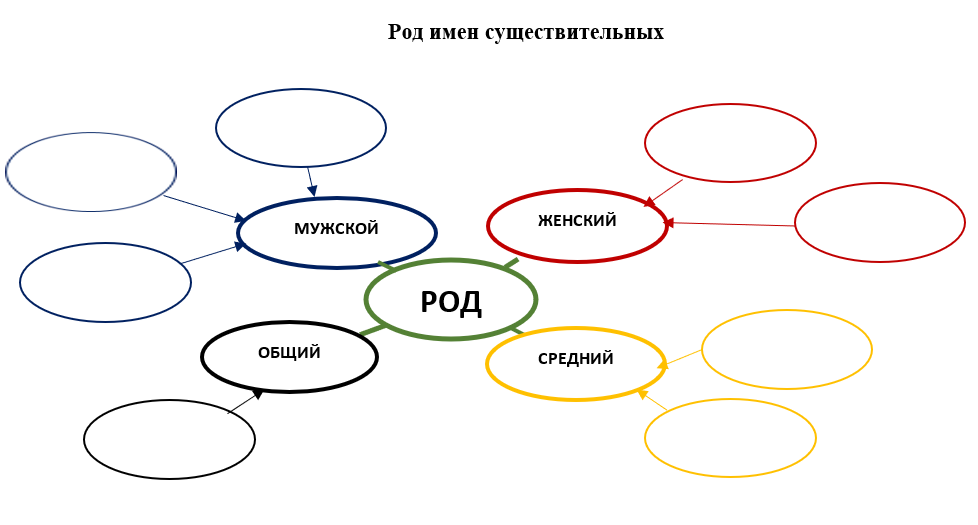 Род имен существительных
МУЖСКОЙ
ЖЕНСКИЙ
РОД
ОБЩИЙ
СРЕДНИЙ